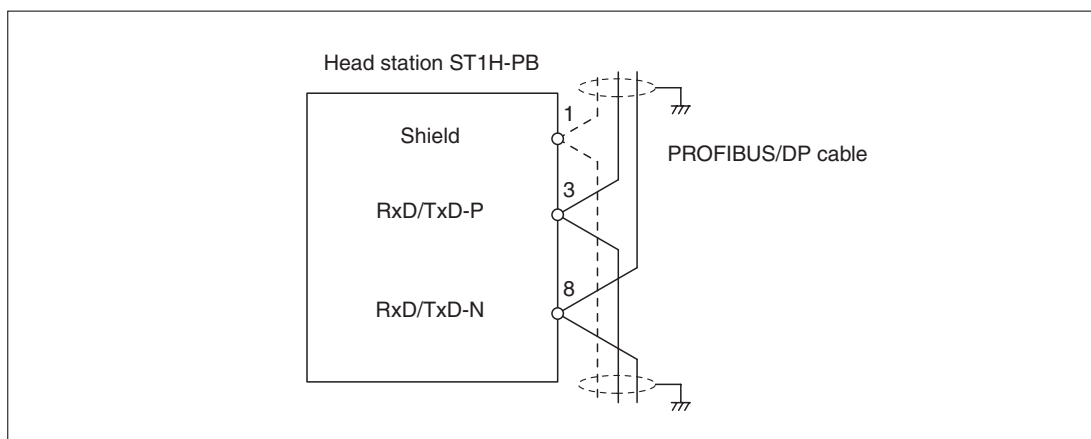 Head station ST1H-PB
1
Shield
PROFIBUS/DP cable
3
RxD/TxD-P
8
RxD/TxD-N